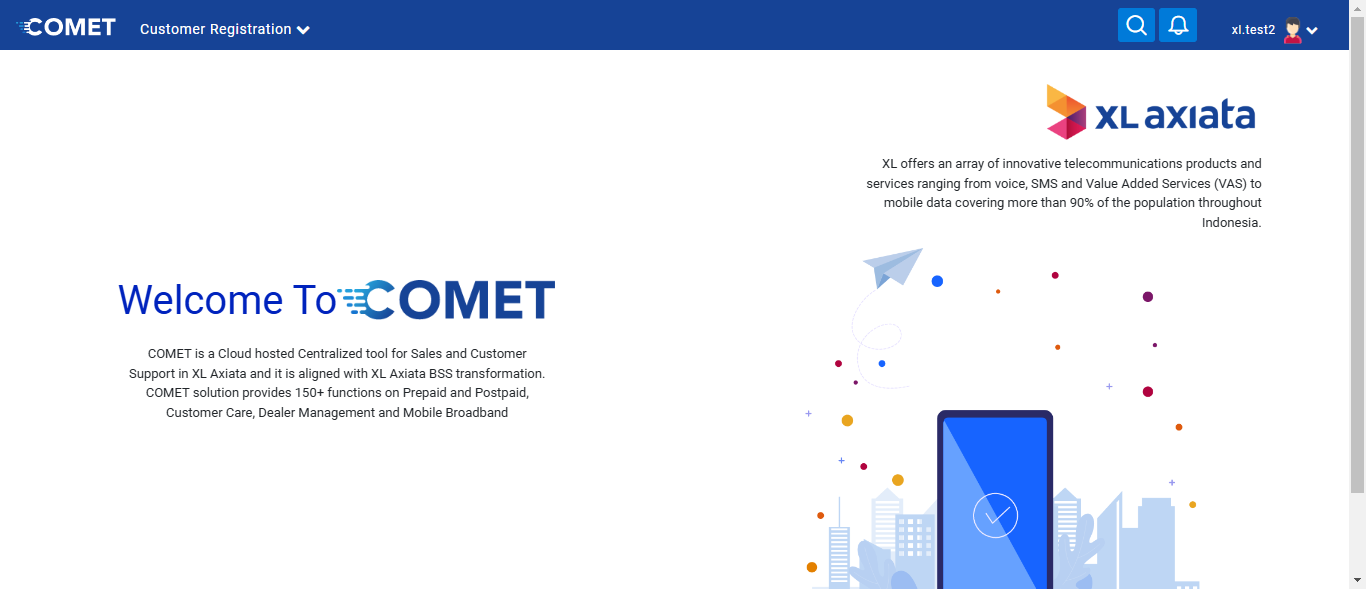 COMET
Customer Registration
xl.test2
XL axiata
XL offers an array of innovative telecommunications products and
services ranging from voice, SMS and Value Added Services (VAS) to
mobile data covering more than 90% of the population throughout
Indonesia.
Welcome To COMET
COMET is a Cloud hosted Centralized tool for Sales and Customer
Support in XL Axiata and it is aligned with XL Axiata BSS transformation.
COMET solution provides 150+ functions on Prepaid and Postpaid,
Customer Care, Dealer Management and Mobile Broadband